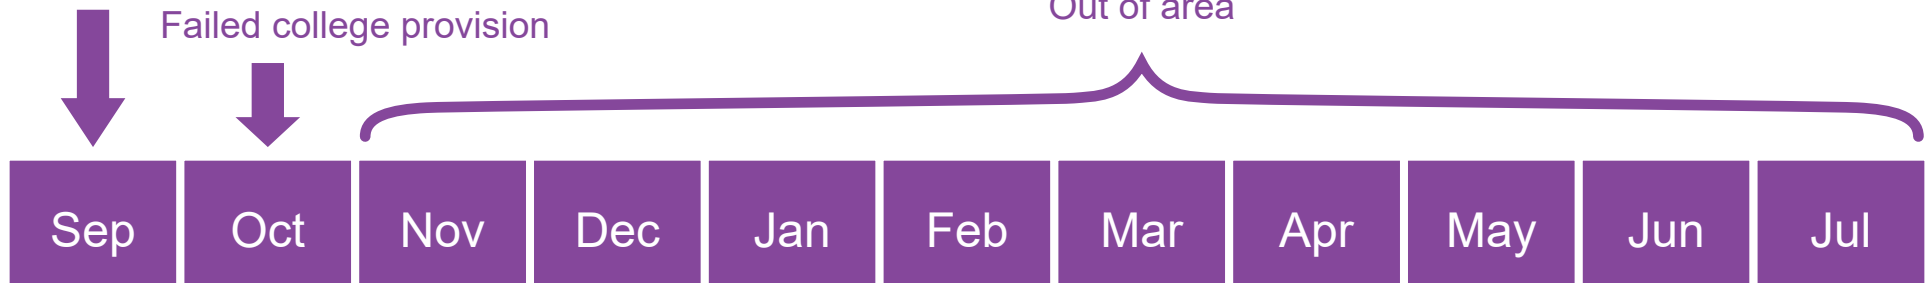 Out of area
Failed college provision
Sep Oct Nov Dec Jan Feb Mar Apr May Jun Jul